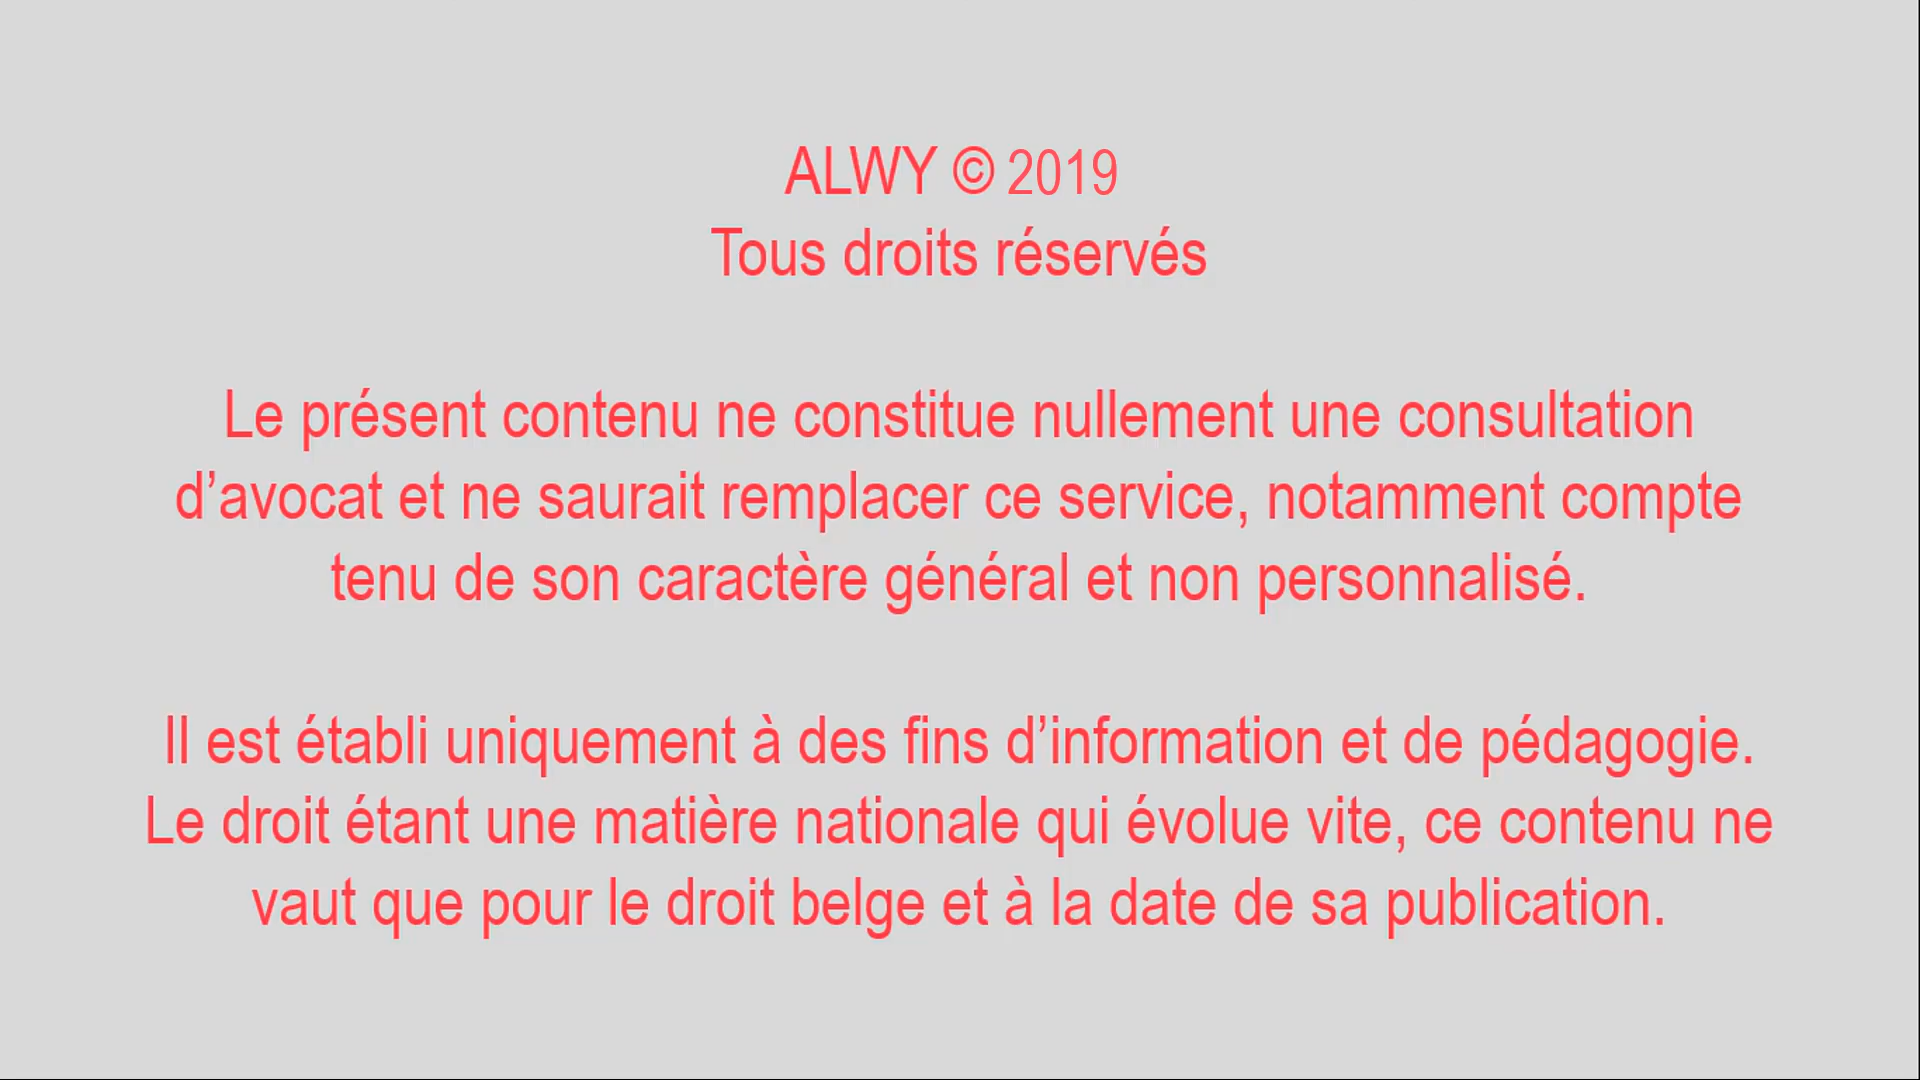 ALWY © 2019
Tous droits réservés
Le présent contenu ne constitue nullement une consultation
d’avocat et ne saurait remplacer ce service, notamment compte
tenu de son caractère général et non personnalisé.
Il est établi uniquement à des fins d’information et de pédagogie.
Le droit étant une matière nationale qui évolue vite, ce contenu ne
vaut que pour le droit belge et à la date de sa publication.